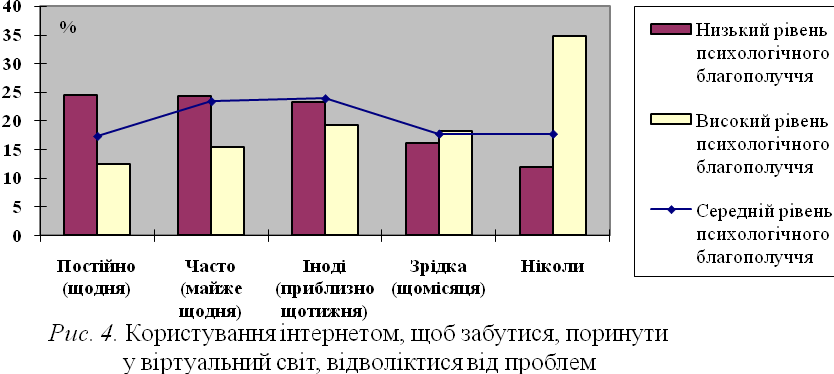 40
35
30
25
20
15
10
5
0
%
Постійно
(щодня)
Часто
(майже
щодня)
Іноді
(приблизно
щотижня)
Зрідка
(щомісяця)
Ніколи
Низький рівень
психологічного
благополуччя
Високий рівень
психологічного
благополуччя
Середній рівень
психологічного
благополуччя
Рис. 4. Користування інтернетом, щоб забутися, поринути
у віртуальний світ, відволіктися від проблем